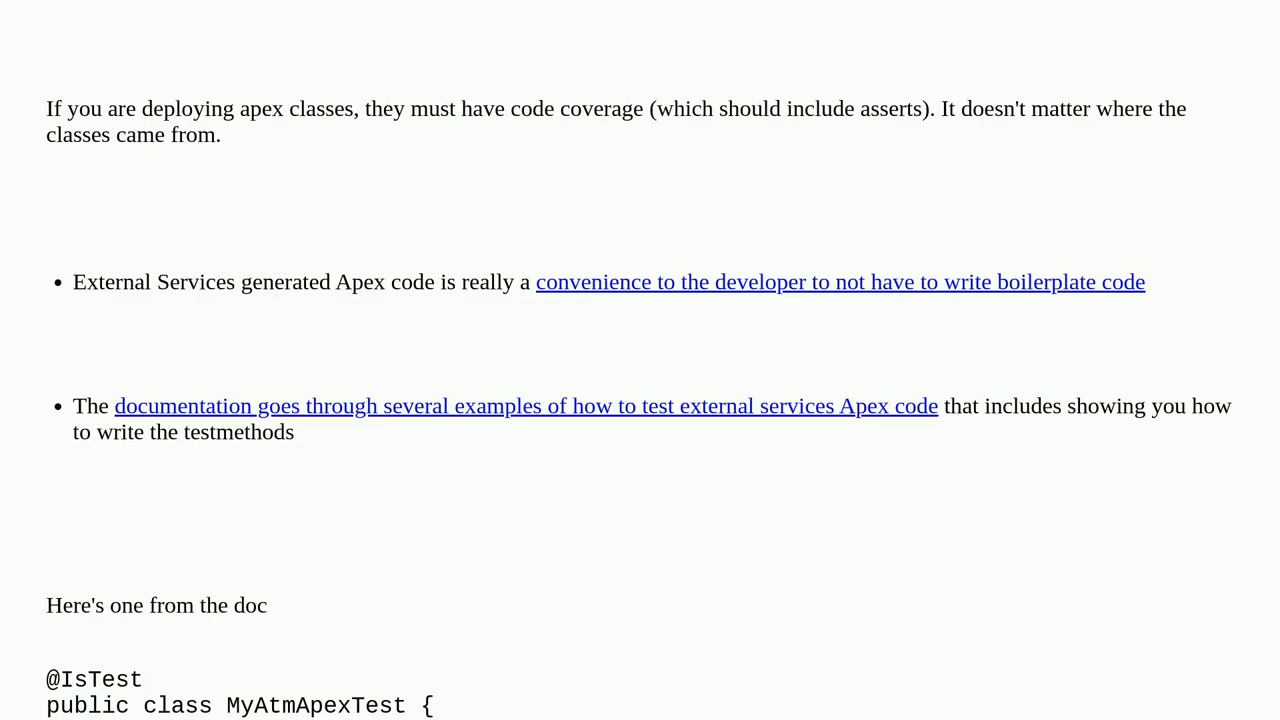 If you are deploying apex classes, they must have code coverage (which should include asserts). It doesn't matter where the
classes came from.
• External Services generated Apex code is really a convenience to the developer to not have to write boilerplate code
• The documentation goes through several examples of how to test external services Apex code that includes showing you how
to write the testmethods
Here's one from the doc
@IsTest
public class MyAtmApexTest {